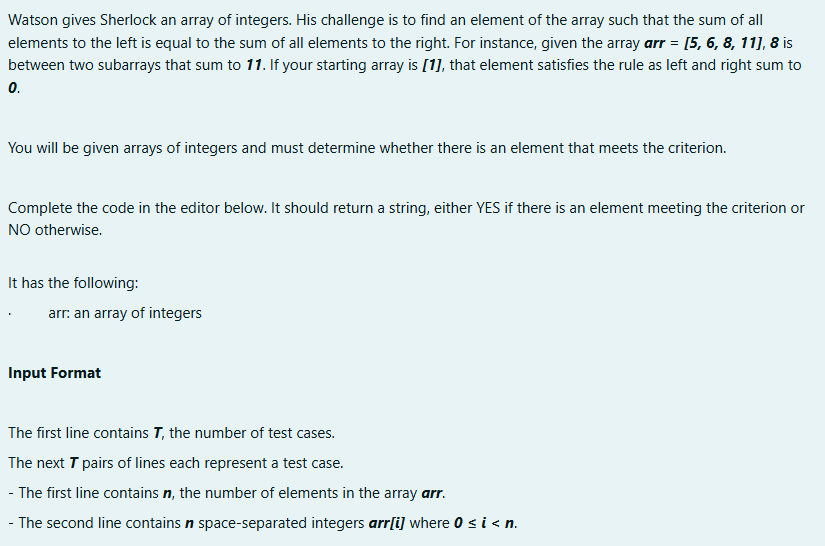 Watson gives Sherlock an array of integers. His challenge is to find an element of the array such that the sum of all
elements to the left is equal to the sum of all elements to the right. For instance, given the array arr = [5, 6, 8, 11], 8 is
between two subarrays that sum to 11. If your starting array is [1], that element satisfies the rule as left and right sum to
0.
You will be given arrays of integers and must determine whether there is an element that meets the criterion.
Complete the code in the editor below. It should return a string, either YES if there is an element meeting the criterion or
NO otherwise.
It has the following:
· arr: an array of integers
Input Format
The first line contains T, the number of test cases.
The next T pairs of lines each represent a test case.
- The first line contains n, the number of elements in the array arr.
- The second line contains n space-separated integers arr[i] where 0 ≤ i < n.